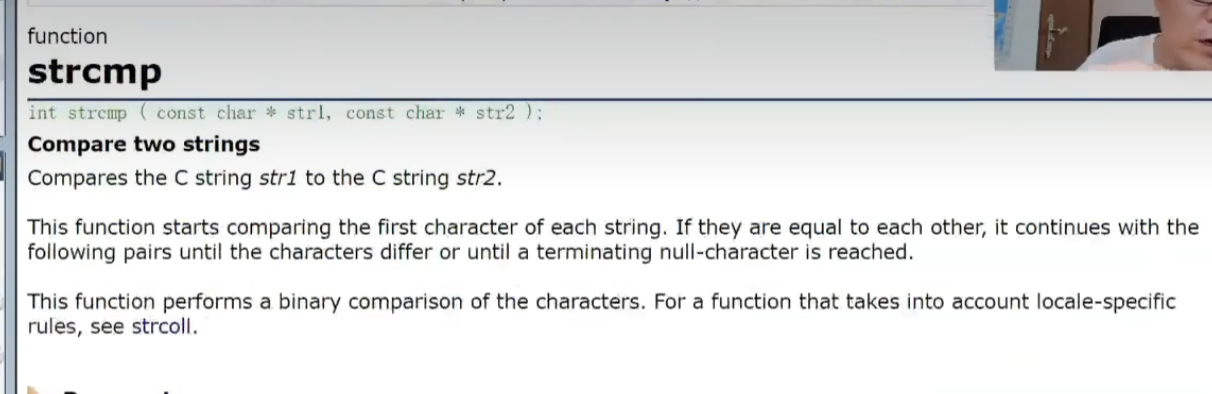 function
strcmp
int strcmp ( const char * str1, const char * str2 );
Compare two strings
Compares the C string str1 to the C string str2.
This function starts comparing the first character of each string. If they are equal to each other, it continues with the
following pairs until the characters differ or until a terminating null-character is reached.
This function performs a binary comparison of the characters. For a function that takes into account locale-specific
rules, see strcoll.